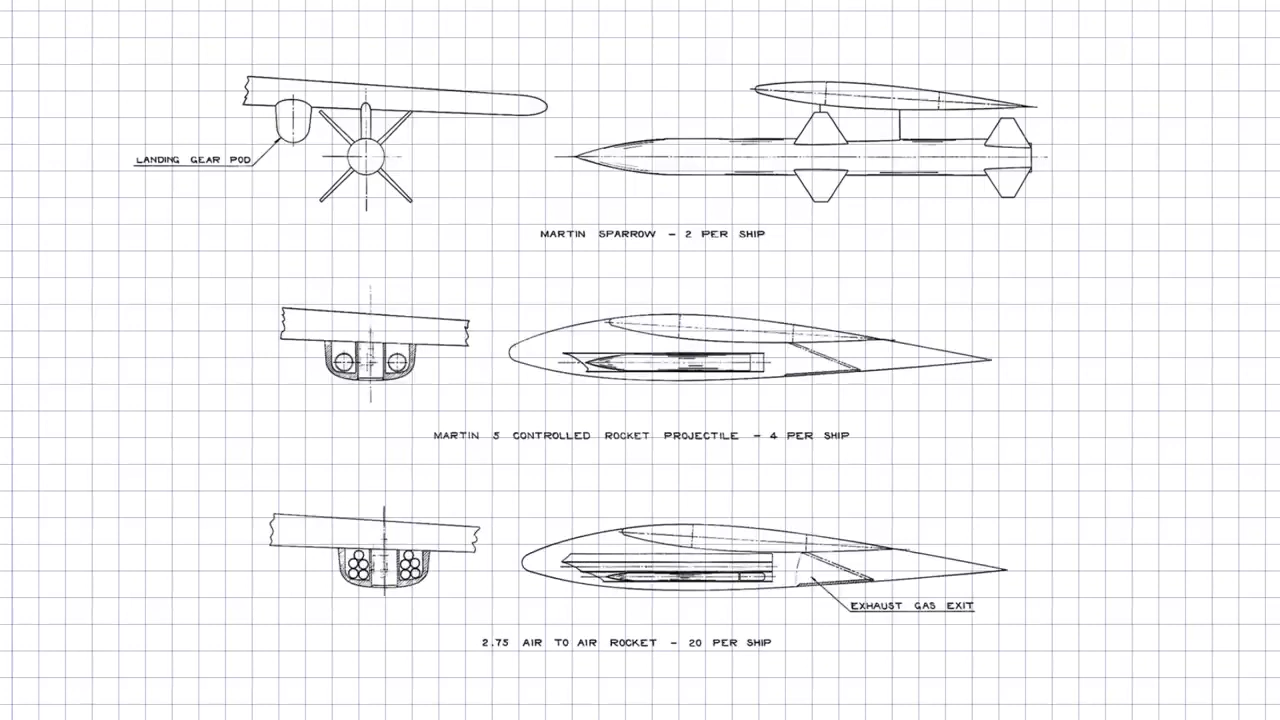 LANDING GEAR POD
MARTIN SPARROW - 2 PER SHIP
MARTIN 5 CONTROLLED ROCKET PROJECTILE - 4 PER SHIP
EXHAUST GAS EXIT
2.75 AIR TO AIR ROCKET - 20 PER SHIP